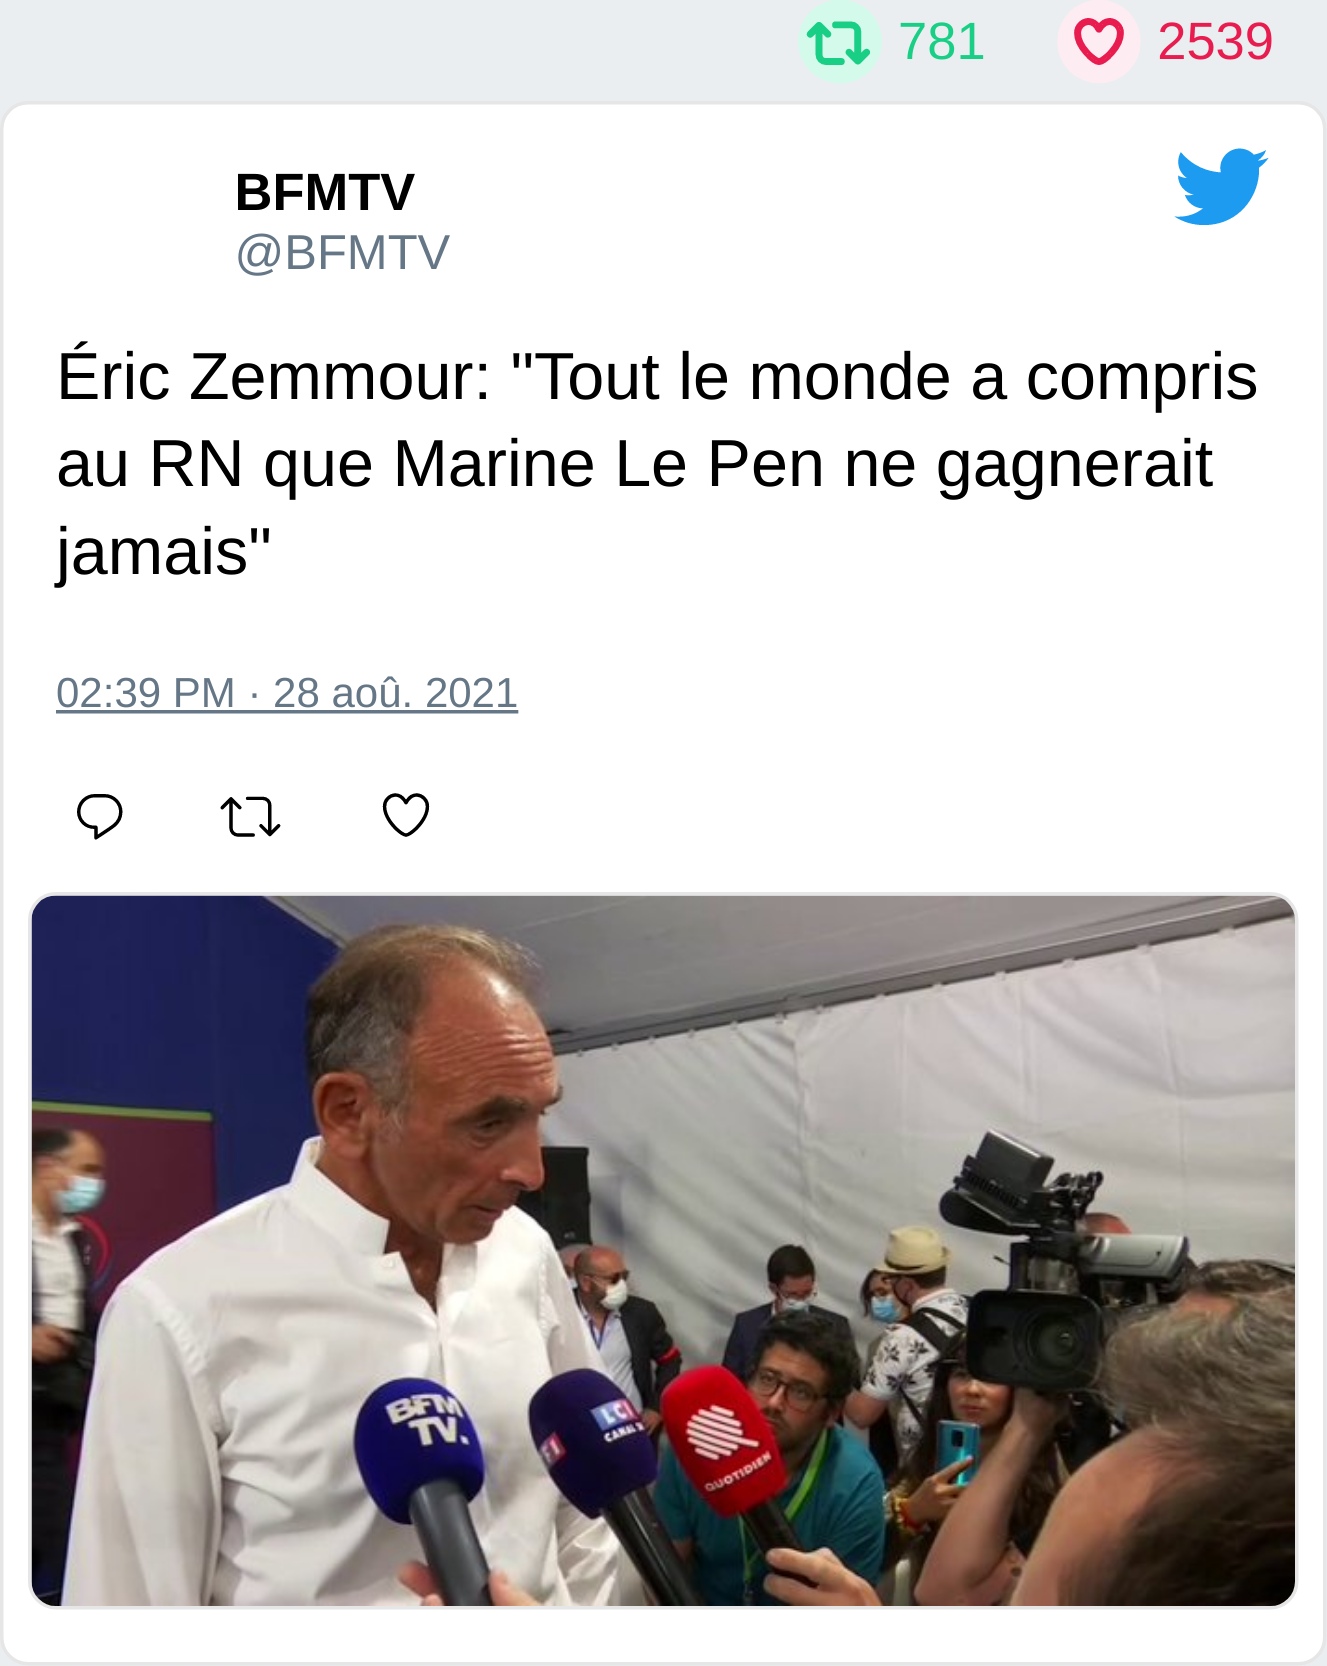 781 2539
BFMTV
@BFMTV
Éric Zemmour: "Tout le monde a compris
au RN que Marine Le Pen ne gagnerait
jamais"
02:39 PM · 28 aoû. 2021
BFM
TV.
LCI
CANAL 26
QUOTIDIEN